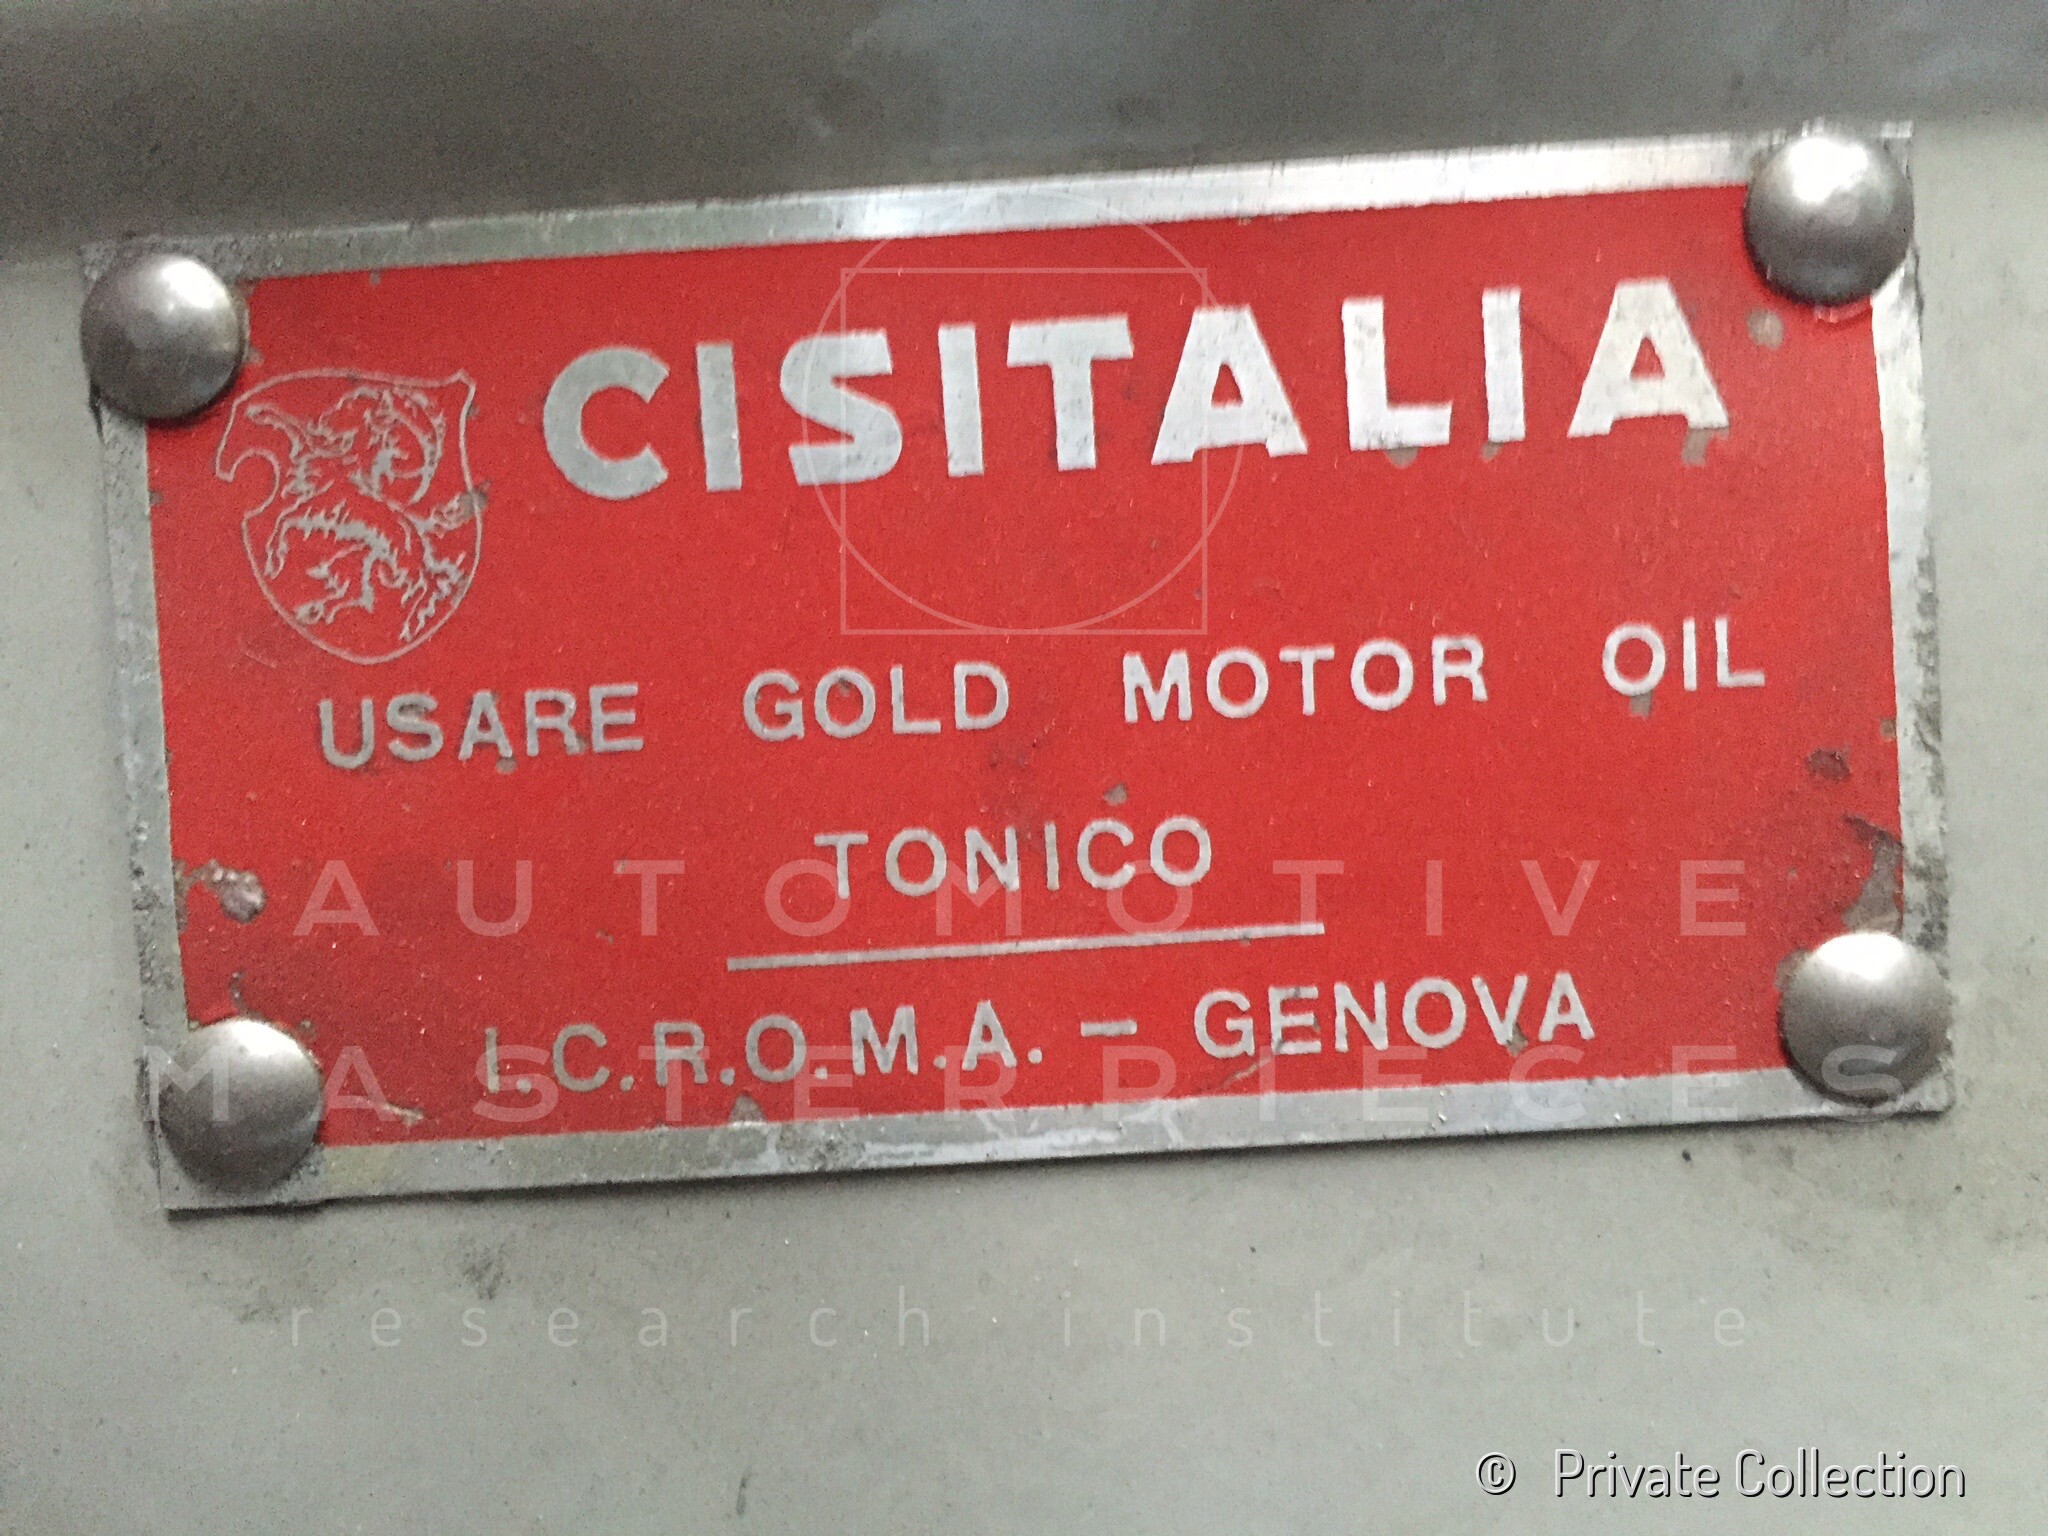 CISITALIA
USARE GOLD MOTOR OIL
TONICO
AUTOMOTIVE
I.C.R.O.M.A. – GENOVA
MASTERPIECES
research institute
© Private Collection